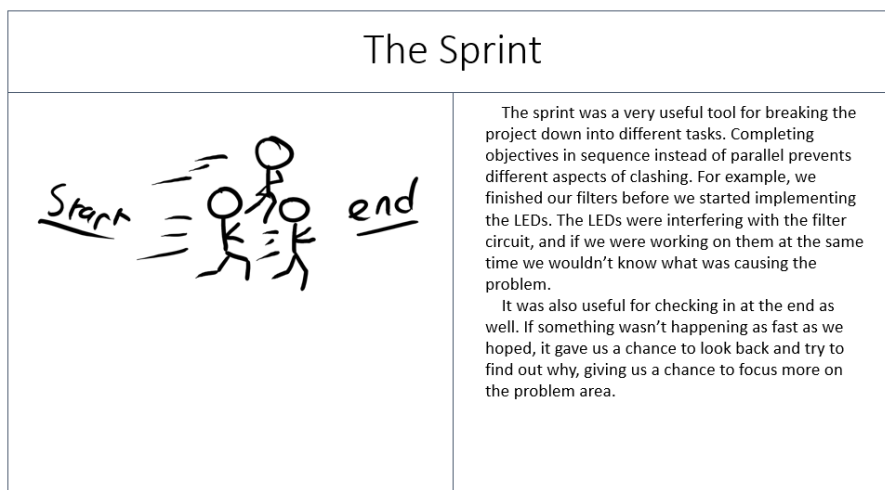 The Sprint
Start
end
The sprint was a very useful tool for breaking the
project down into different tasks. Completing
objectives in sequence instead of parallel prevents
different aspects of clashing. For example, we
finished our filters before we started implementing
the LEDs. The LEDs were interfering with the filter
circuit, and if we were working on them at the same
time we wouldn’t know what was causing the
problem.
It was also useful for checking in at the end as
well. If something wasn’t happening as fast as we
hoped, it gave us a chance to look back and try to
find out why, giving us a chance to focus more on
the problem area.